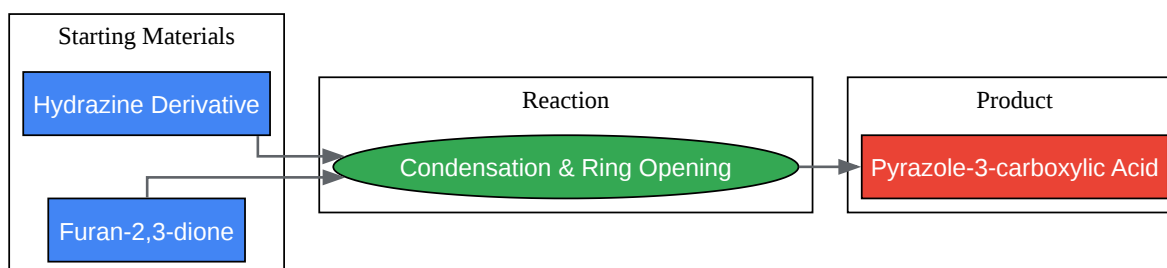 Starting Materials
Hydrazine Derivative
Furan-2,3-dione
Reaction
Condensation & Ring Opening
Product
Pyrazole-3-carboxylic Acid